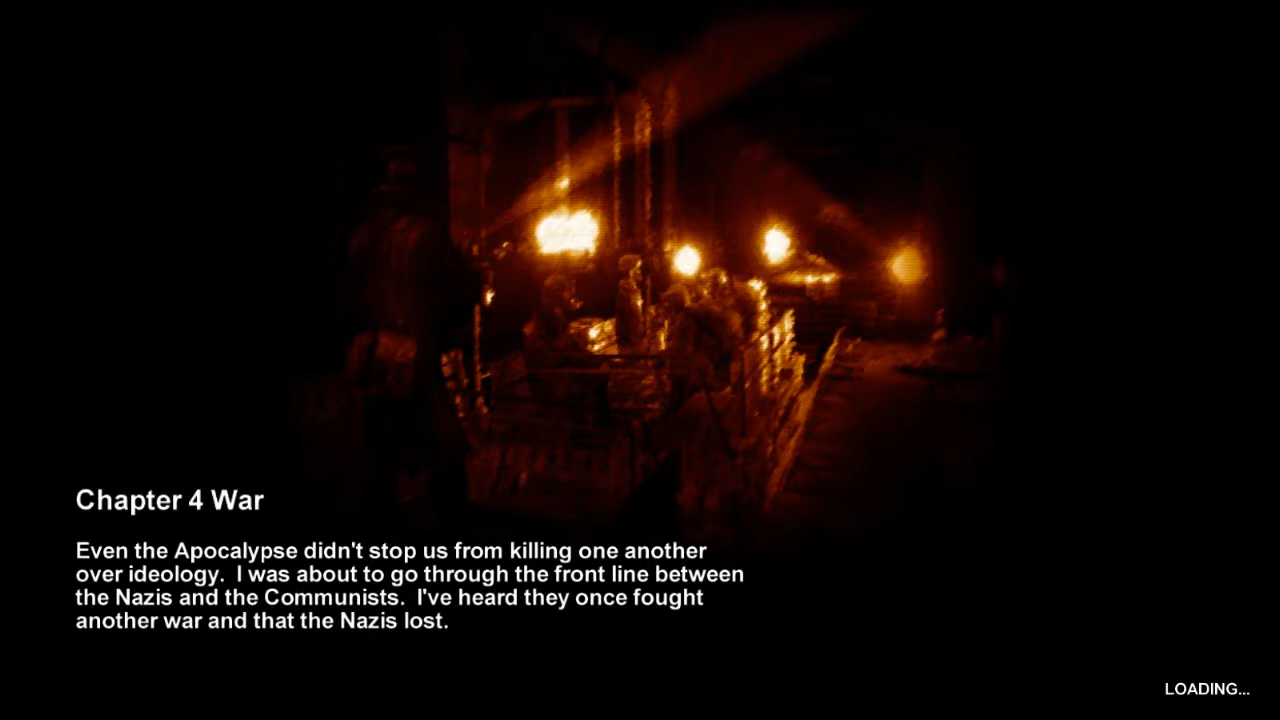 Chapter 4 War
Even the Apocalypse didn't stop us from killing one another
over ideology.  I was about to go through the front line between
the Nazis and the Communists.  I've heard they once fought
another war and that the Nazis lost.
LOADING...